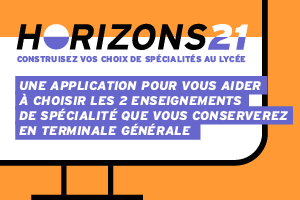 HORIZONS21
CONSTRUISEZ VOS CHOIX DE SPÉCIALITÉS AU LYCÉE
UNE APPLICATION POUR VOUS AIDER
À CHOISIR LES 2 ENSEIGNEMENTS
DE SPÉCIALITÉ QUE VOUS CONSERVEREZ
EN TERMINALE GÉNÉRALE